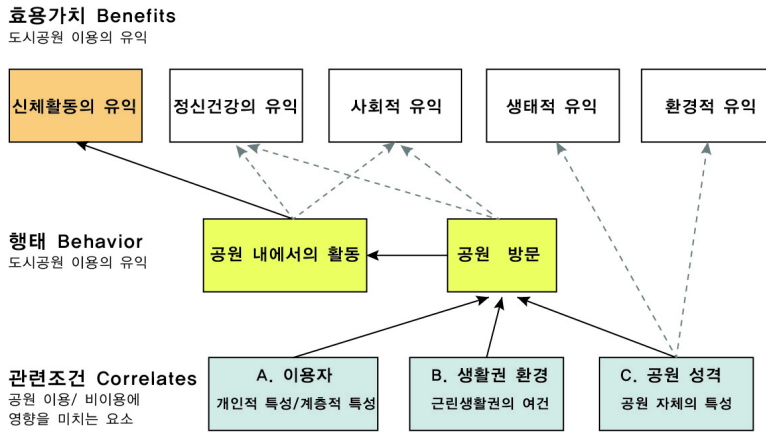 효용가치 Benefits
도시공원 이용의 유익
신체활동의 유익
정신건강의 유익
사회적 유익
생태적 유익
환경적 유익
행태 Behavior
도시공원 이용의 유익
공원 내에서의 활동
공원 방문
관련조건 Correlates
공원 이용/ 비이용에
영향을 미치는 요소
A. 이용자
개인적 특성/계층적 특성
B. 생활권 환경
근린생활권의 여건
C. 공원 성격
공원 자체의 특성